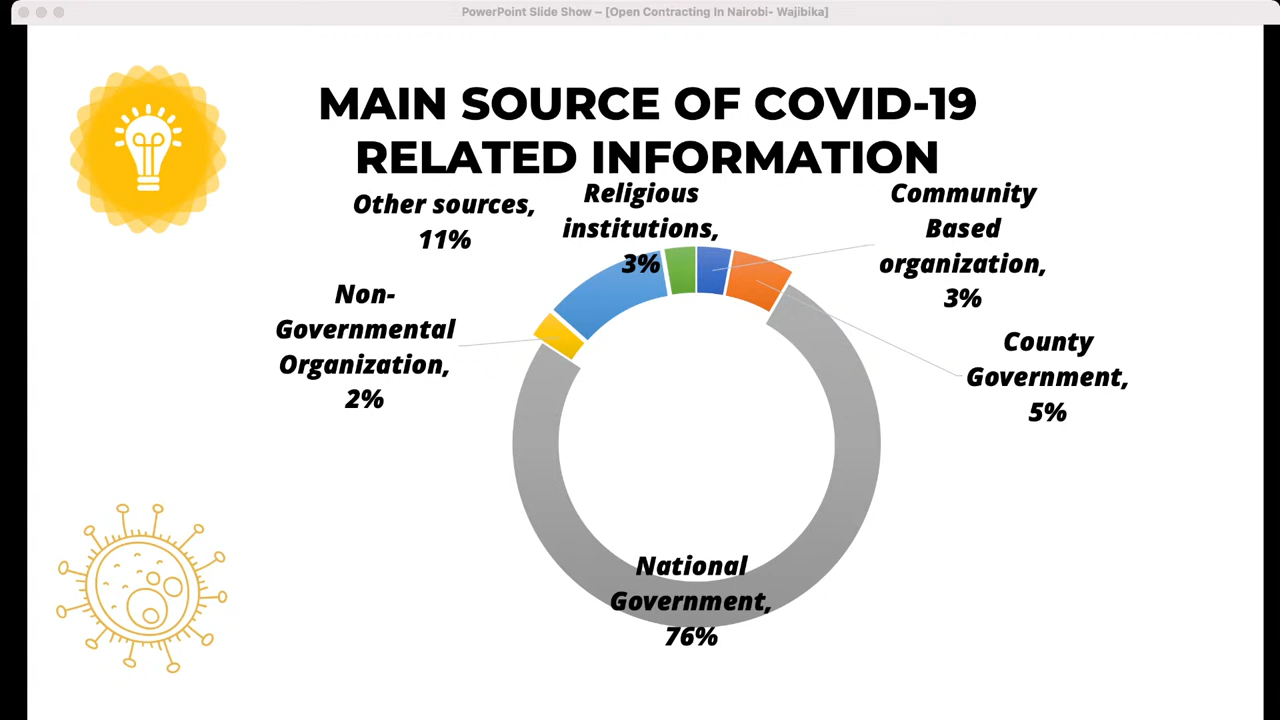 PowerPoint Slide Show – [Open Contracting In Nairobi- Wajibika]
MAIN SOURCE OF COVID-19
RELATED INFORMATION
Other sources,
11%
Religious
institutions,
3%
Community
Based
organization,
3%
Non-
Governmental
Organization,
2%
County
Government,
5%
National
Government,
76%